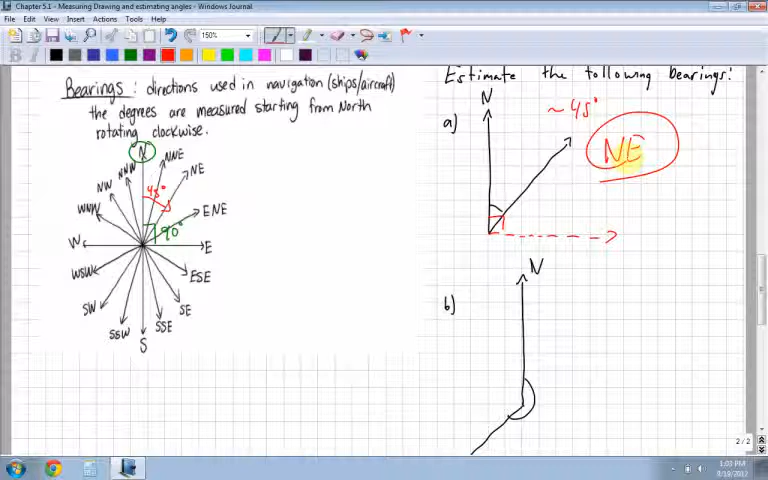 Chapter 5.1 - Measuring Drawing and estimating angles - Windows Journal
File Edit View Insert Actions Tools Help
150%
B I
Bearings : directions used in navigation (ships/aircraft)
the degrees are measured starting from North
rotating clockwise.
N
NNE
NE
ENE
E
ESE
SE
SSE
S
SSW
SW
WSW
W
WNW
NW
NNW
45°
90°
Estimate the following bearings:
a)
N
~45°
NE
b)
N
2 / 2
1:03 PM
9/19/2012